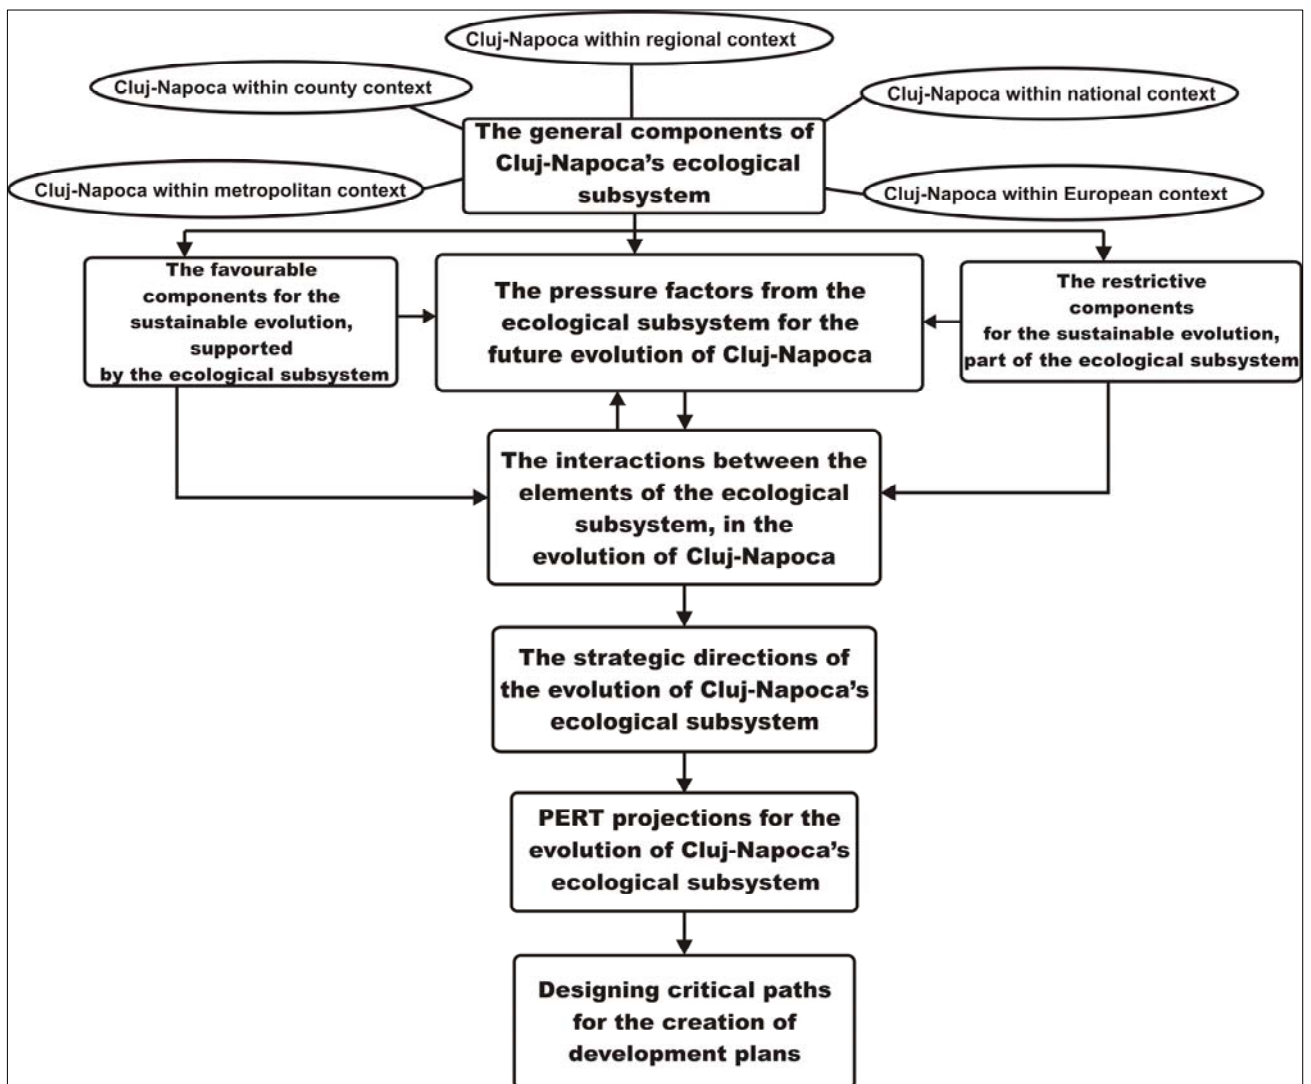 Cluj-Napoca within regional context
Cluj-Napoca within county context
Cluj-Napoca within national context
The general components of
Cluj-Napoca's ecological
subsystem
Cluj-Napoca within metropolitan context
Cluj-Napoca within European context
The favourable
components for the
sustainable evolution,
supported
by the ecological subsystem
The pressure factors from the
ecological subsystem for the
future evolution of Cluj-Napoca
The restrictive
components
for the sustainable evolution,
part of the ecological subsystem
The interactions between the
elements of the ecological
subsystem, in the
evolution of Cluj-Napoca
The strategic directions of
the evolution of Cluj-Napoca's
ecological subsystem
PERT projections for the
evolution of Cluj-Napoca's
ecological subsystem
Designing critical paths
for the creation of
development plans